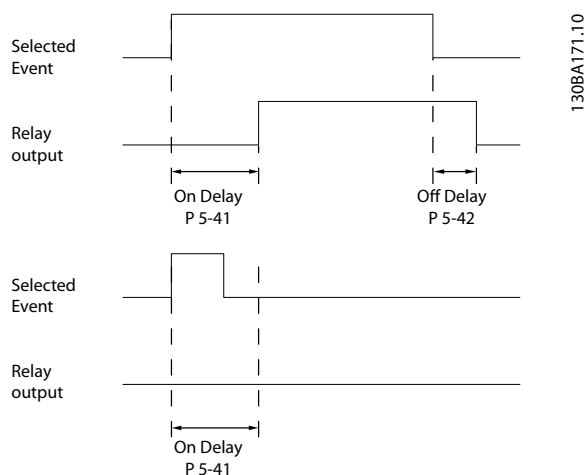 Selected
Event
Relay
output
On Delay
P 5-41
Off Delay
P 5-42
Selected
Event
Relay
output
On Delay
P 5-41
130BA171.10